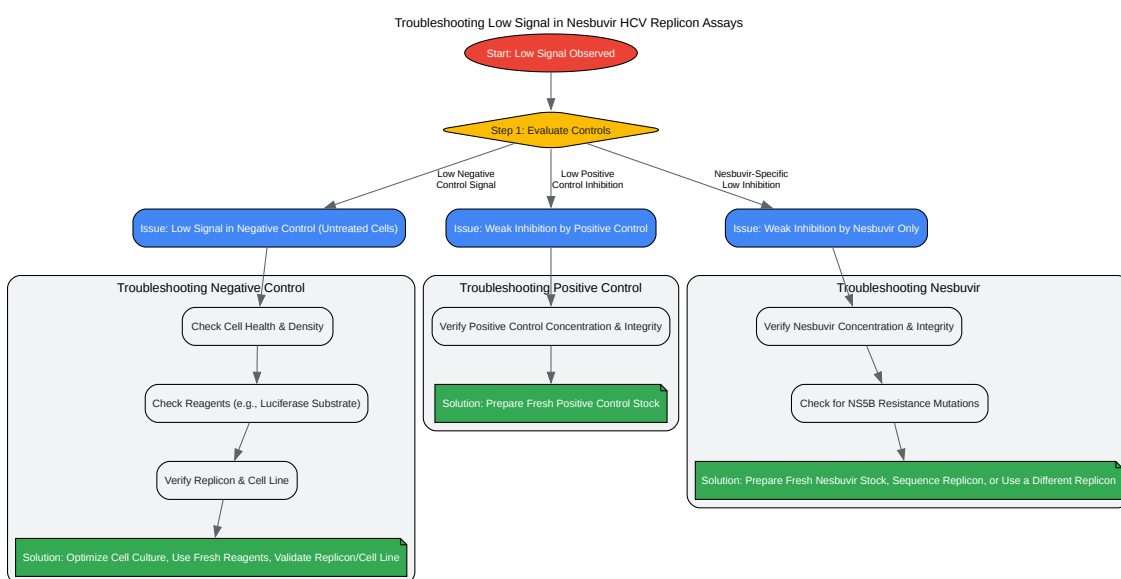 Troubleshooting Low Signal in Nesbuvir HCV Replicon Assays
Start: Low Signal Observed
Step 1: Evaluate Controls
Low Negative
Control Signal
Low Positive
Control Inhibition
Nesbuvir-Specific
Low Inhibition
Issue: Low Signal in Negative Control (Untreated Cells)
Issue: Weak Inhibition by Positive Control
Issue: Weak Inhibition by Nesbuvir Only
Troubleshooting Negative Control
Check Cell Health & Density
Check Reagents (e.g., Luciferase Substrate)
Verify Replicon & Cell Line
Solution: Optimize Cell Culture, Use Fresh Reagents, Validate Replicon/Cell Line
Troubleshooting Positive Control
Verify Positive Control Concentration & Integrity
Solution: Prepare Fresh Positive Control Stock
Troubleshooting Nesbuvir
Verify Nesbuvir Concentration & Integrity
Check for NS5B Resistance Mutations
Solution: Prepare Fresh Nesbuvir Stock, Sequence Replicon, or Use a Different Replicon